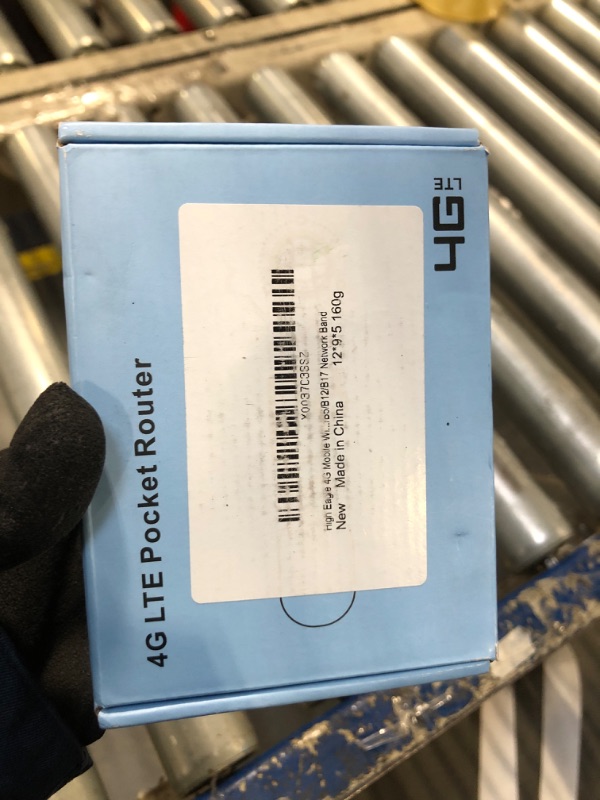 4G LTE Pocket Router
X0037C3SSZ
High Eagle 4G Mobile Wi.../B5/B12/B17 Network Band
New Made in China 12*9*5 160g
4G
LTE